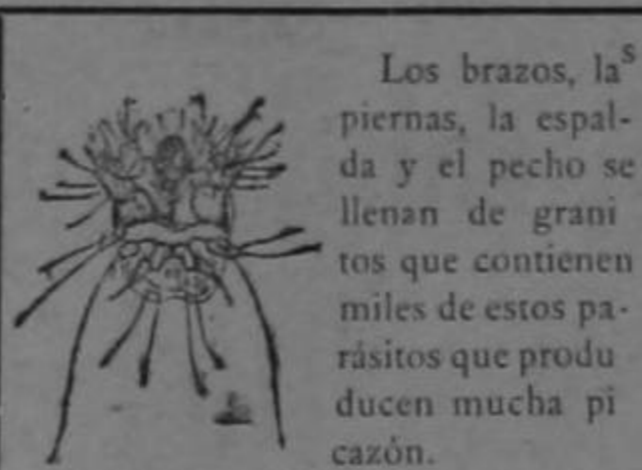 Los brazos, las
piernas, la espal-
da y el pecho se
llenan de grani
tos que contienen
miles de estos pa-
rásitos que produ
ducen mucha pi
cazón.